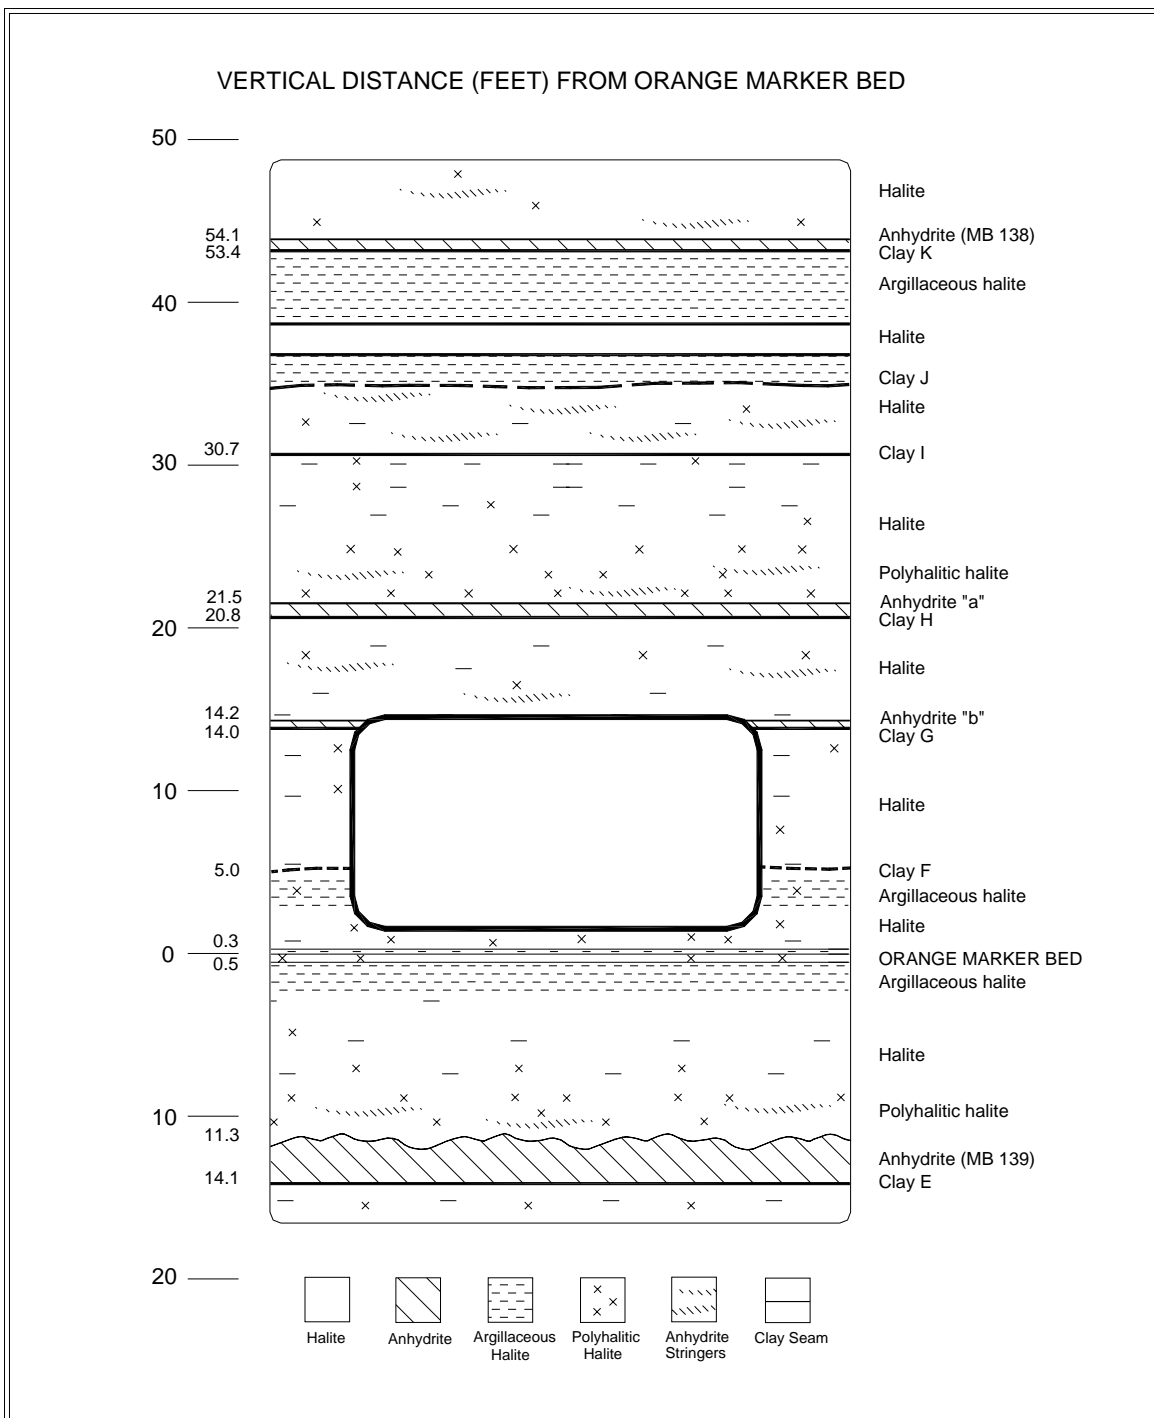 VERTICAL DISTANCE (FEET) FROM ORANGE MARKER BED
50
Halite
54.1 Anhydrite (MB 138)
53.4 Clay K
40 Argillaceous halite
Halite
Clay J
Halite
30.7 Clay I
30
Halite
Polyhalitic halite
21.5 Anhydrite "a"
20.8 Clay H
20
Halite
14.2 Anhydrite "b"
14.0 Clay G
10
Halite
5.0 Clay F
Argillaceous halite
Halite
0.3
0 ORANGE MARKER BED
0.5
Argillaceous halite
Halite
10 Polyhalitic halite
11.3
Anhydrite (MB 139)
14.1 Clay E
20
Halite
Anhydrite
Argillaceous
Halite
Polyhalitic
Halite
Anhydrite
Stringers
Clay Seam